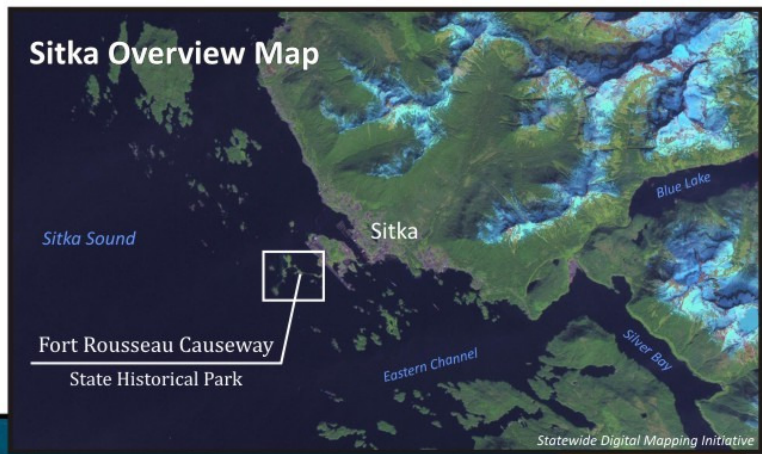 Sitka Overview Map
Blue Lake
Sitka
Sitka Sound
Fort Rousseau Causeway
State Historical Park
Silver Bay
Eastern Channel
Statewide Digital Mapping Initiative